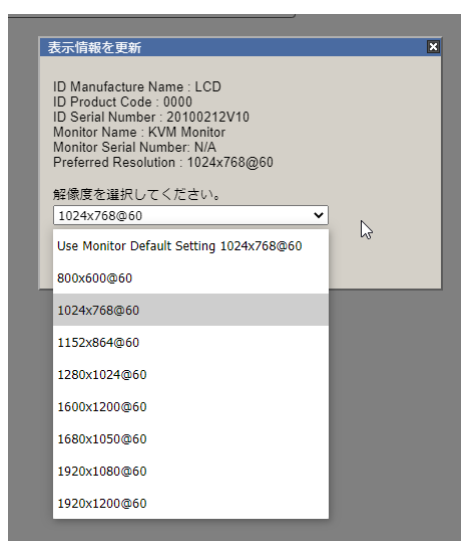 表示情報を更新
ID Manufacture Name : LCD
ID Product Code : 0000
ID Serial Number : 20100212V10
Monitor Name : KVM Monitor
Monitor Serial Number: N/A
Preferred Resolution : 1024x768@60
解像度を選択してください。
1024x768@60
Use Monitor Default Setting 1024x768@60
800x600@60
1024x768@60
1152x864@60
1280x1024@60
1600x1200@60
1680x1050@60
1920x1080@60
1920x1200@60